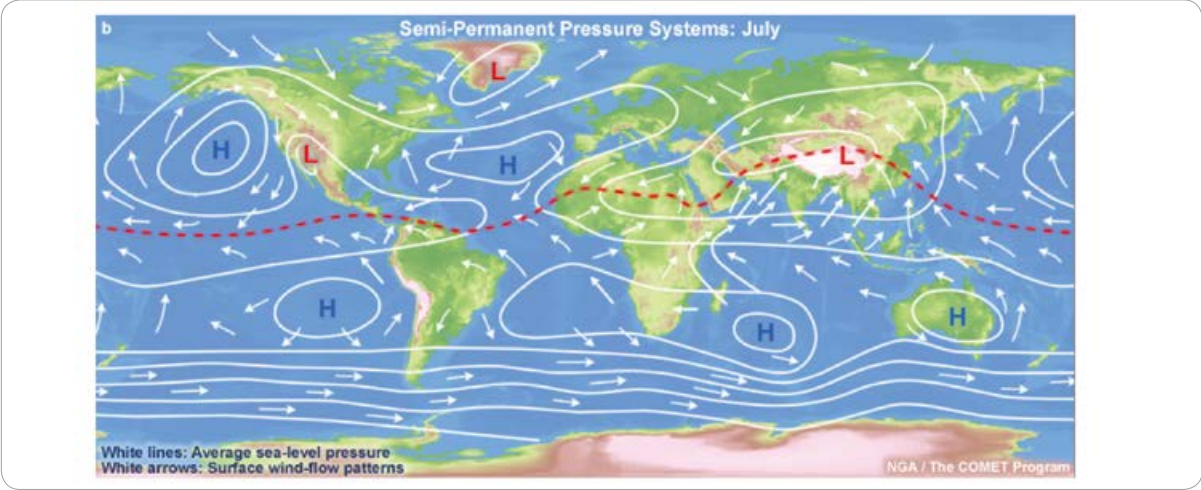 b
Semi-Permanent Pressure Systems: July
L
H
L
H
L
H
H
H
White lines: Average sea-level pressure
White arrows: Surface wind-flow patterns
NGA / The COMET Program